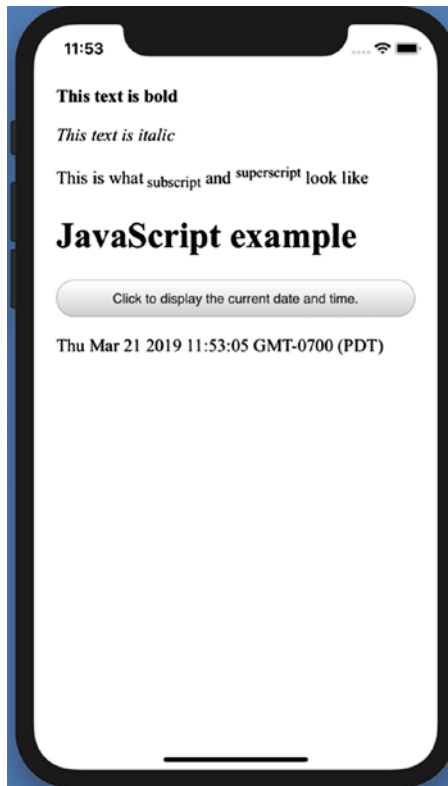 11:53
This text is bold
This text is italic
This is what subscript and superscript look like
JavaScript example
Click to display the current date and time.
Thu Mar 21 2019 11:53:05 GMT-0700 (PDT)